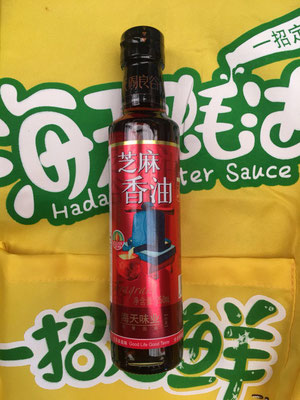 一招定
海天蚝油
Hada
ter Sauce
芝麻
香油
海天味业
Good Life Good Taste
一招
鲜